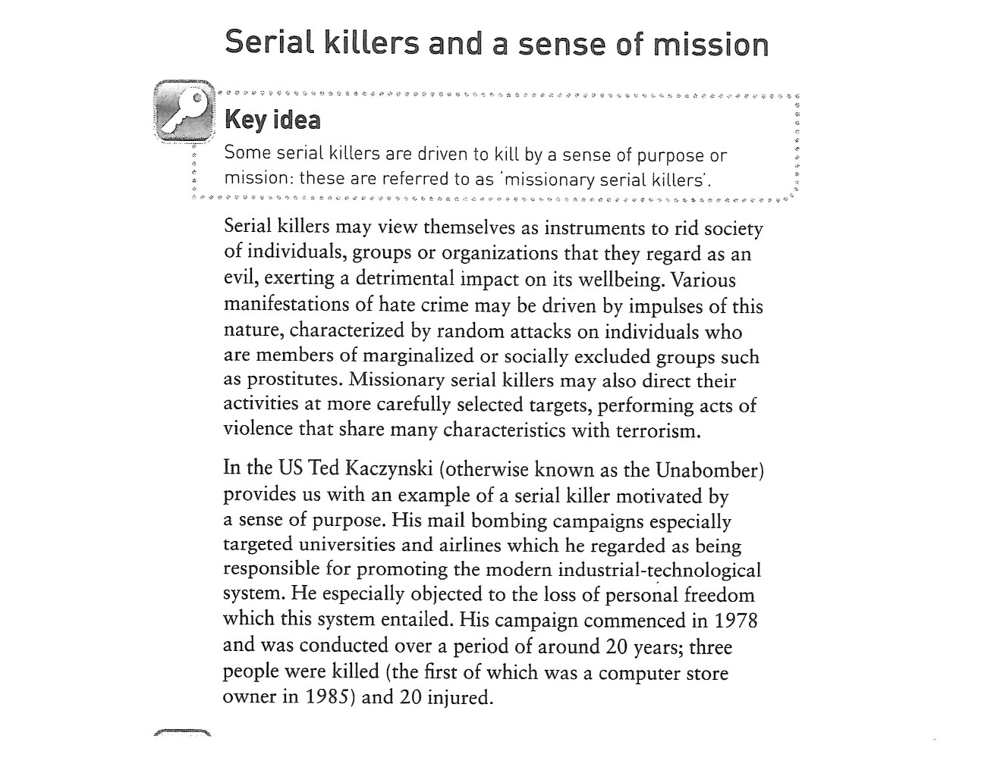 Serial killers and a sense of mission
Key idea
Some serial killers are driven to kill by a sense of purpose or
mission: these are referred to as 'missionary serial killers'.
Serial killers may view themselves as instruments to rid society
of individuals, groups or organizations that they regard as an
evil, exerting a detrimental impact on its wellbeing. Various
manifestations of hate crime may be driven by impulses of this
nature, characterized by random attacks on individuals who
are members of marginalized or socially excluded groups such
as prostitutes. Missionary serial killers may also direct their
activities at more carefully selected targets, performing acts of
violence that share many characteristics with terrorism.
In the US Ted Kaczynski (otherwise known as the Unabomber)
provides us with an example of a serial killer motivated by
a sense of purpose. His mail bombing campaigns especially
targeted universities and airlines which he regarded as being
responsible for promoting the modern industrial-technological
system. He especially objected to the loss of personal freedom
which this system entailed. His campaign commenced in 1978
and was conducted over a period of around 20 years; three
people were killed (the first of which was a computer store
owner in 1985) and 20 injured.